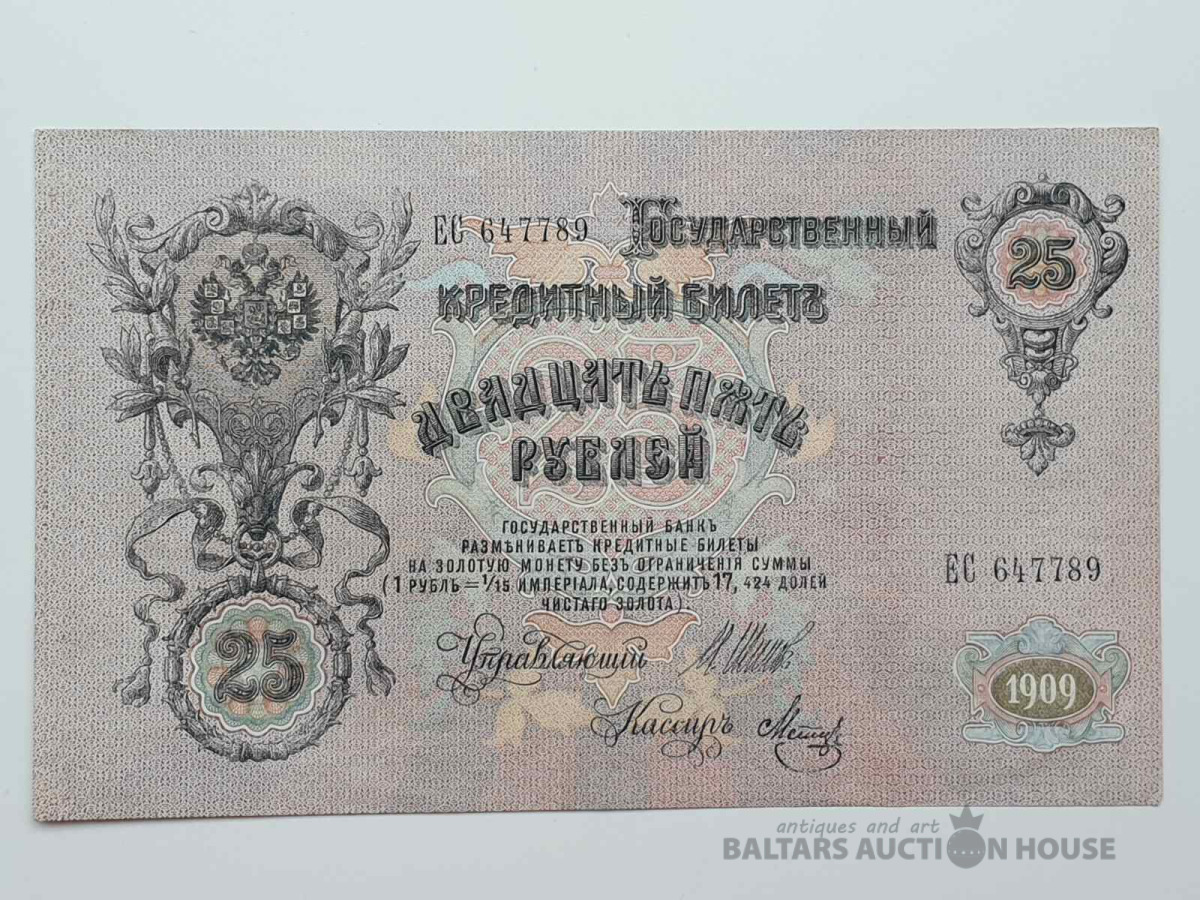 ЕС 647789 Государственный
25
Кредитный Билетъ
Двадцать пять
рублей
ГОСУДАРСТВЕННЫЙ БАНКЪ
РАЗМѢНИВАЕТЪ КРЕДИТНЫЕ БИЛЕТЫ
НА ЗОЛОТУЮ МОНЕТУ БЕЗЪ ОГРАНИЧЕНІЯ СУММЫ
(1 РУБЛЬ = 1/15 ИМПЕРІАЛА, СОДЕРЖИТЪ 17, 424 ДОЛЕЙ
ЧИСТАГО ЗОЛОТА).
ЕС 647789
25
Управляющий
Кассиръ
1909
antiques and art
BALTARS AUCTION HOUSE